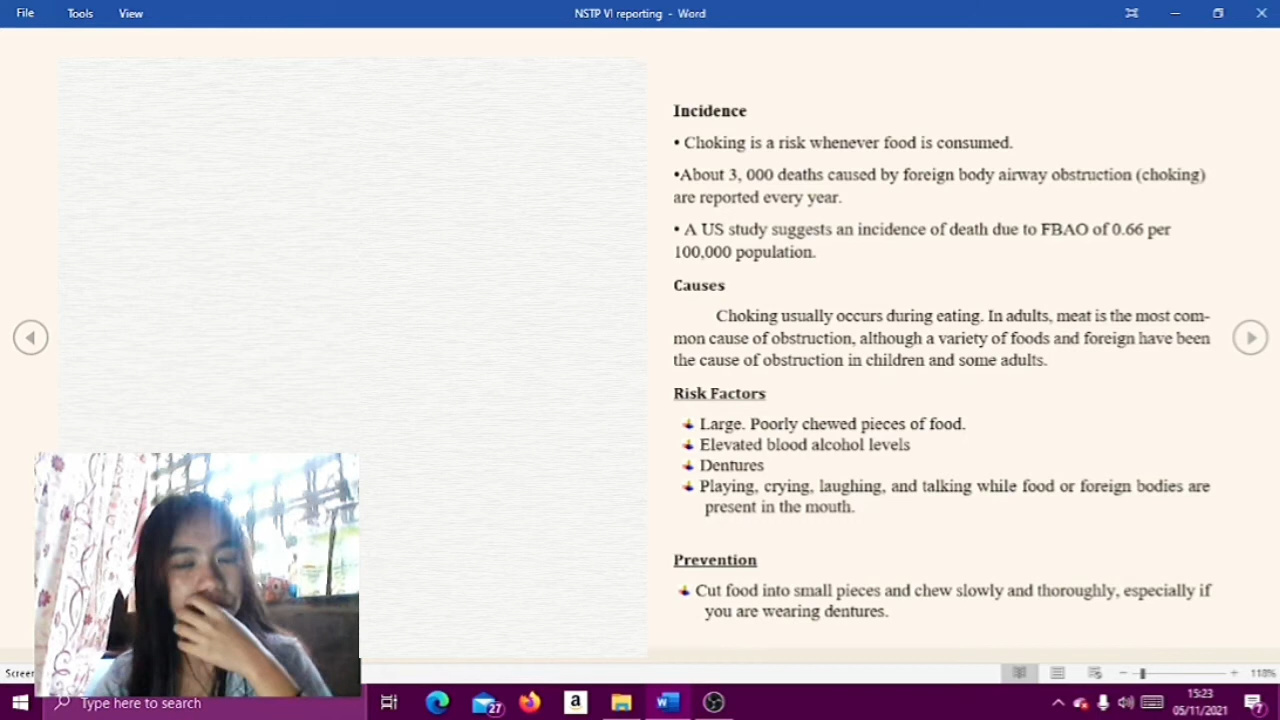 File Tools View NSTP VI reporting - Word
Incidence
• Choking is a risk whenever food is consumed.
•About 3, 000 deaths caused by foreign body airway obstruction (choking)
are reported every year.
• A US study suggests an incidence of death due to FBAO of 0.66 per
100,000 population.
Causes
Choking usually occurs during eating. In adults, meat is the most com-
mon cause of obstruction, although a variety of foods and foreign have been
the cause of obstruction in children and some adults.
Risk Factors
Large. Poorly chewed pieces of food.
Elevated blood alcohol levels
Dentures
Playing, crying, laughing, and talking while food or foreign bodies are
present in the mouth.
Prevention
Cut food into small pieces and chew slowly and thoroughly, especially if
you are wearing dentures.
Screen
118%
Type here to search
27
a
15:23
05/11/2021
7